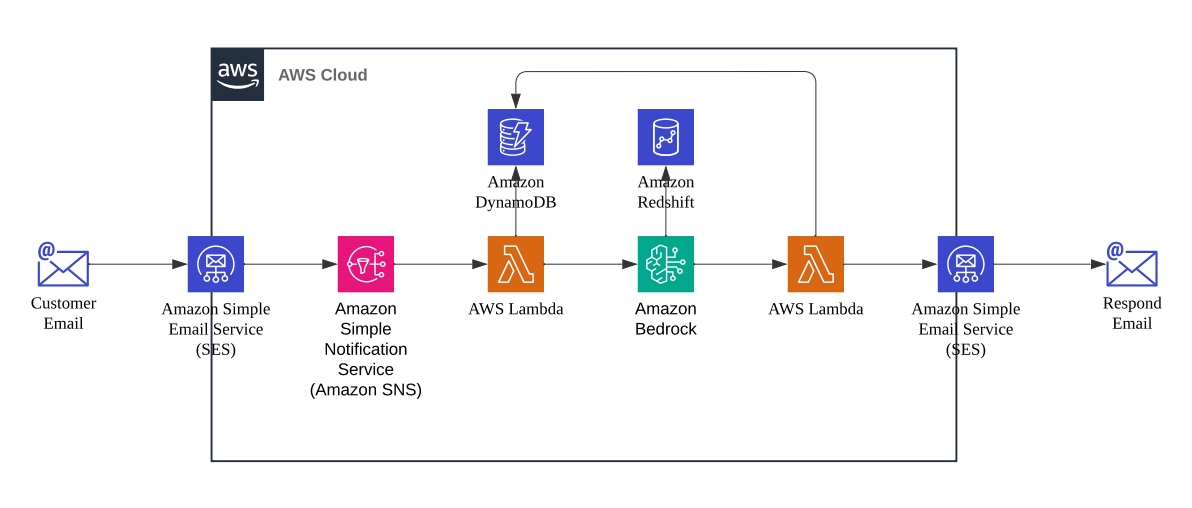 aws
AWS Cloud
Amazon
DynamoDB
Amazon
Redshift
@
Customer
Email
Amazon Simple
Email Service
(SES)
Amazon
Simple
Notification
Service
(Amazon SNS)
AWS Lambda
Amazon
Bedrock
AWS Lambda
Amazon Simple
Email Service
(SES)
@
Respond
Email